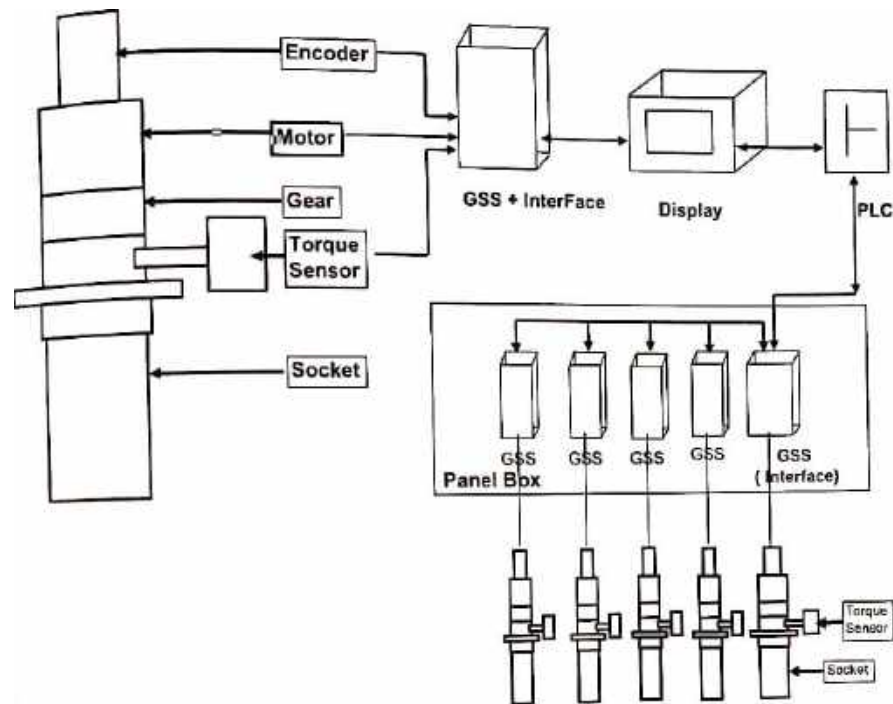 Encoder
Motor
Gear
Torque
Sensor
Socket
GSS + InterFace
Display
PLC
GSS
GSS
GSS
GSS
GSS
( Interface)
Panel Box
Torque
Sensor
Socket